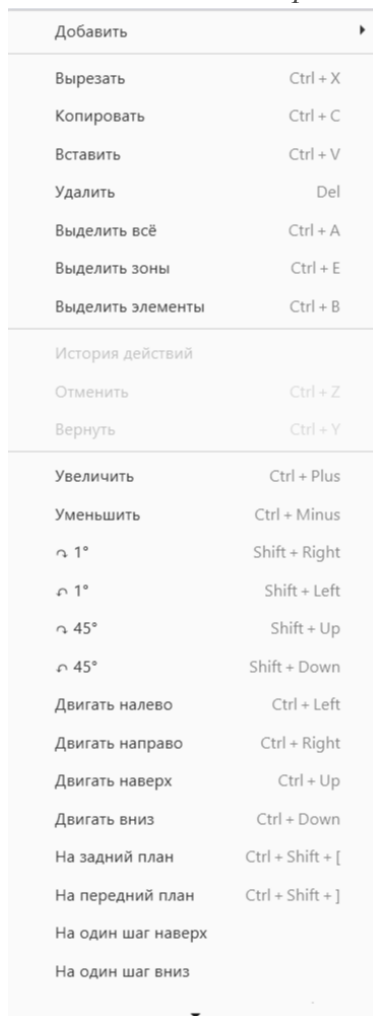 Добавить
Вырезать Ctrl + X
Копировать Ctrl + C
Вставить Ctrl + V
Удалить Del
Выделить всё Ctrl + A
Выделить зоны Ctrl + E
Выделить элементы Ctrl + B
История действий
Отменить Ctrl + Z
Вернуть Ctrl + Y
Увеличить Ctrl + Plus
Уменьшить Ctrl + Minus
↷ 1° Shift + Right
↶ 1° Shift + Left
↷ 45° Shift + Up
↶ 45° Shift + Down
Двигать налево Ctrl + Left
Двигать направо Ctrl + Right
Двигать наверх Ctrl + Up
Двигать вниз Ctrl + Down
На задний план Ctrl + Shift + [
На передний план Ctrl + Shift + ]
На один шаг наверх
На один шаг вниз